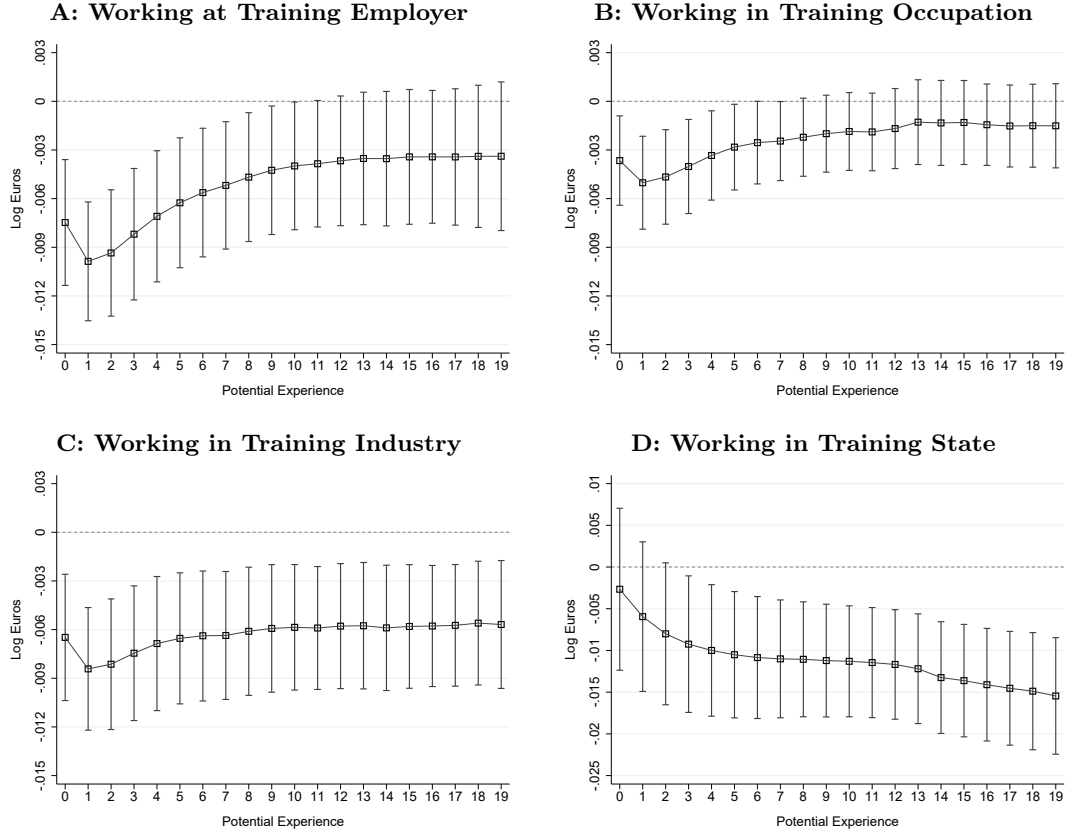 A: Working at Training Employer
.003
0
-.003
-.006
-.009
-.012
-.015
Log Euros
0 1 2 3 4 5 6 7 8 9 10 11 12 13 14 15 16 17 18 19
Potential Experience
B: Working in Training Occupation
.003
0
-.003
-.006
-.009
-.012
-.015
Log Euros
0 1 2 3 4 5 6 7 8 9 10 11 12 13 14 15 16 17 18 19
Potential Experience
C: Working in Training Industry
.003
0
-.003
-.006
-.009
-.012
-.015
Log Euros
0 1 2 3 4 5 6 7 8 9 10 11 12 13 14 15 16 17 18 19
Potential Experience
D: Working in Training State
.01
.005
0
-.005
-.01
-.015
-.02
-.025
Log Euros
0 1 2 3 4 5 6 7 8 9 10 11 12 13 14 15 16 17 18 19
Potential Experience